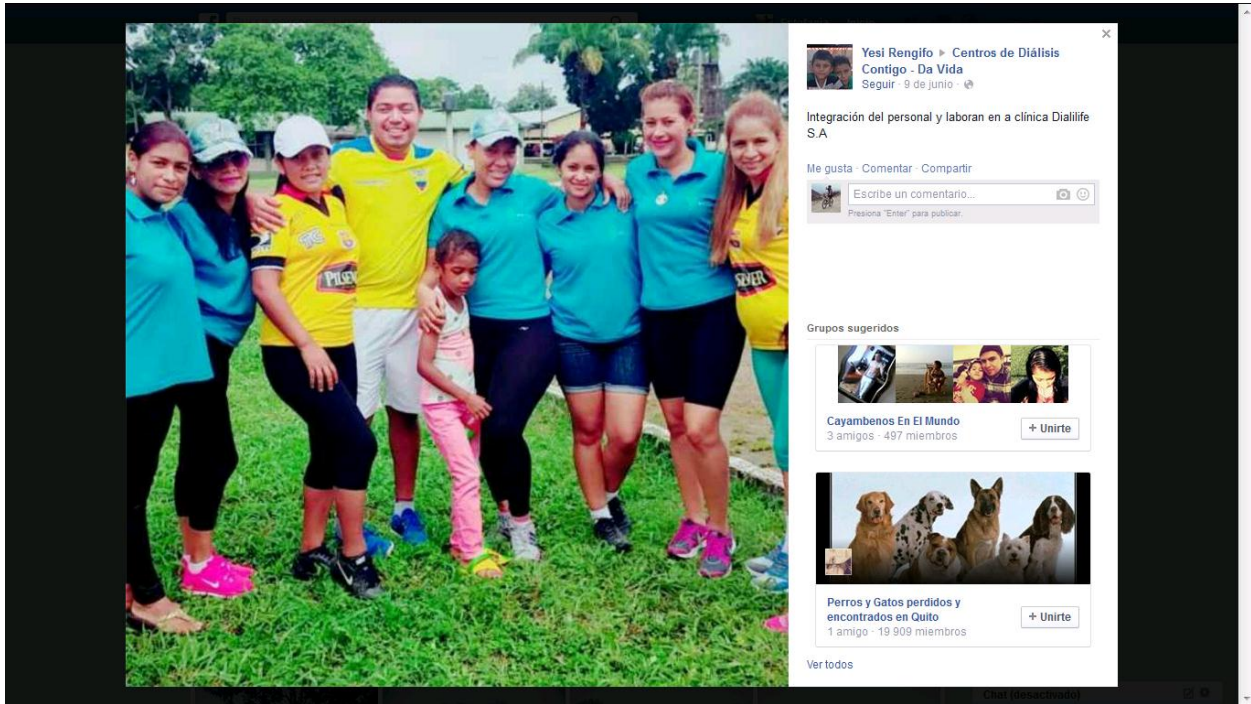 Yesi Rengifo ▶ Centros de Diálisis
Contigo - Da Vida
Seguir · 9 de junio ·
Integración del personal y laboran en a clínica Dialilife
S.A
Me gusta · Comentar · Compartir
Escribe un comentario...
Presiona "Enter" para publicar.
PILSEN
Grupos sugeridos
Cayambenos En El Mundo
3 amigos · 497 miembros
+ Unirte
Perros y Gatos perdidos y
encontrados en Quito
1 amigo · 19 909 miembros
+ Unirte
Ver todos
Chat (desactivado)